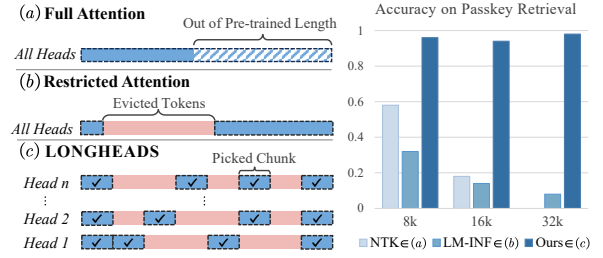 (a) Full Attention
Out of Pre-trained Length
All Heads
(b) Restricted Attention
Evicted Tokens
All Heads
(c) LONGHEADS
Picked Chunk
Head n
Head 2
Head 1
Accuracy on Passkey Retrieval
1
0.8
0.6
0.4
0.2
0
8k 16k 32k
NTK∈(a) LM-INF∈(b) Ours∈(c)